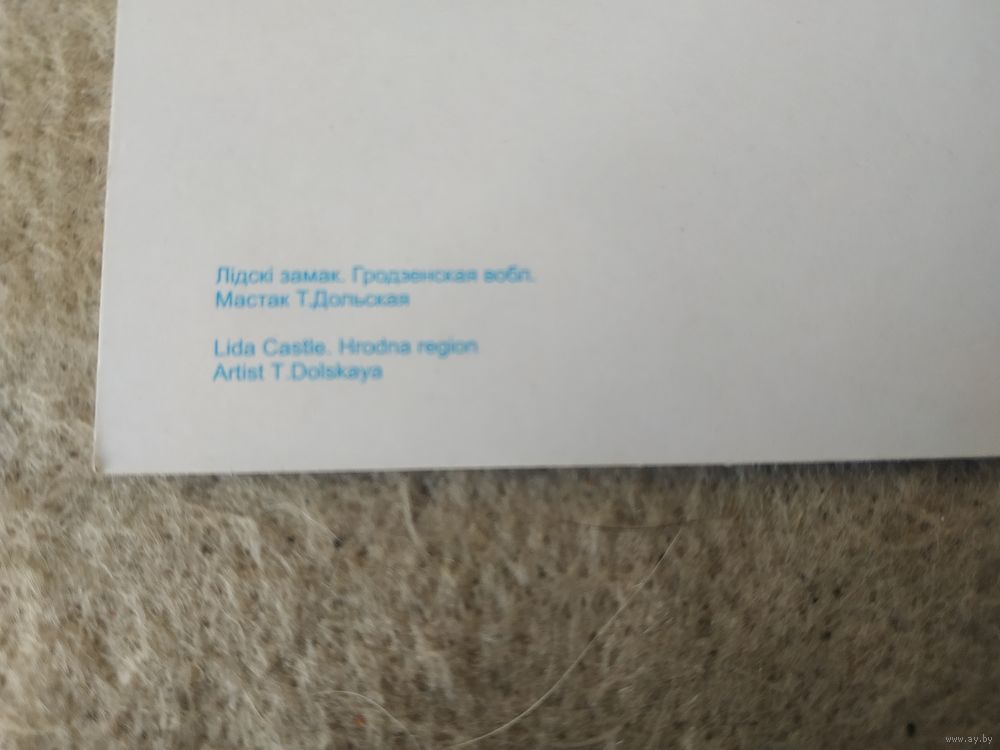 Лідскі замак. Гродзенская вобл.
Мастак Т.Дольская
Lida Castle. Hrodna region
Artist T.Dolskaya
www.ay.by